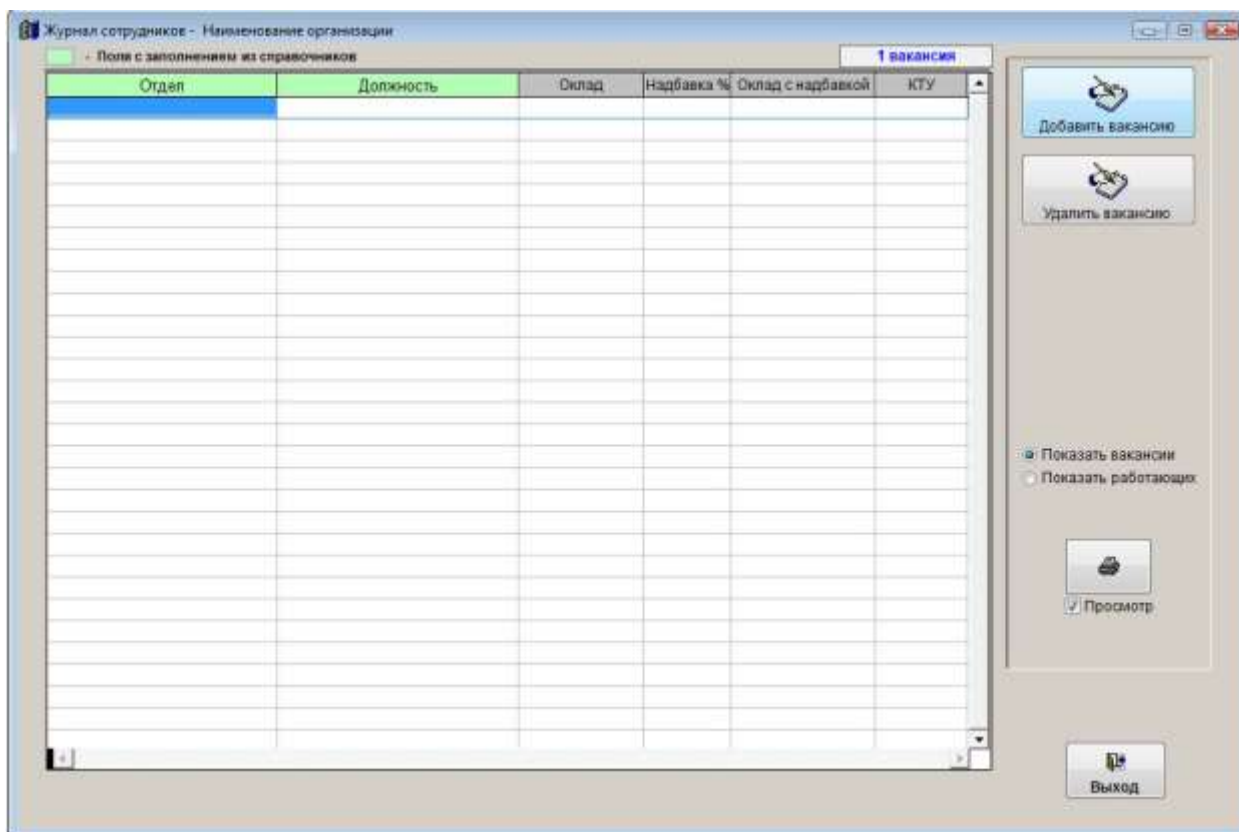 Журнал сотрудников - Наименование организации
- Поля с заполнением из справочников
1 вакансия
Отдел Должность Оклад Надбавка % Оклад с надбавкой КТУ
Добавить вакансию
Удалить вакансию
Показать вакансии
Показать работающих
Просмотр
Выход